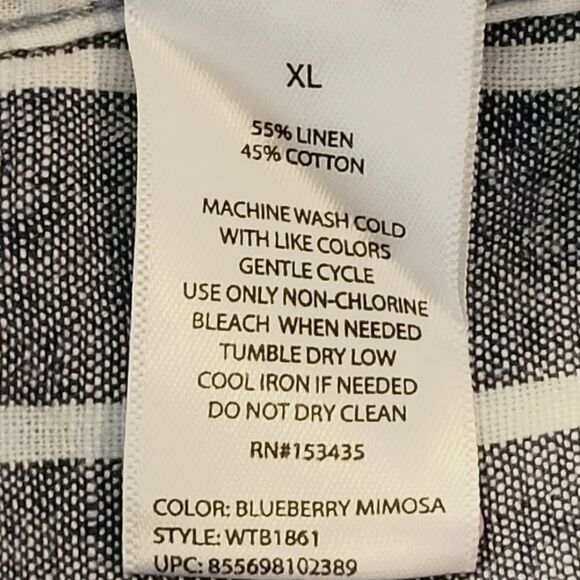 XL
55% LINEN
45% COTTON
MACHINE WASH COLD
WITH LIKE COLORS
GENTLE CYCLE
USE ONLY NON-CHLORINE
BLEACH WHEN NEEDED
TUMBLE DRY LOW
COOL IRON IF NEEDED
DO NOT DRY CLEAN
RN#153435
COLOR: BLUEBERRY MIMOSA
STYLE: WTB1861
UPC: 855698102389